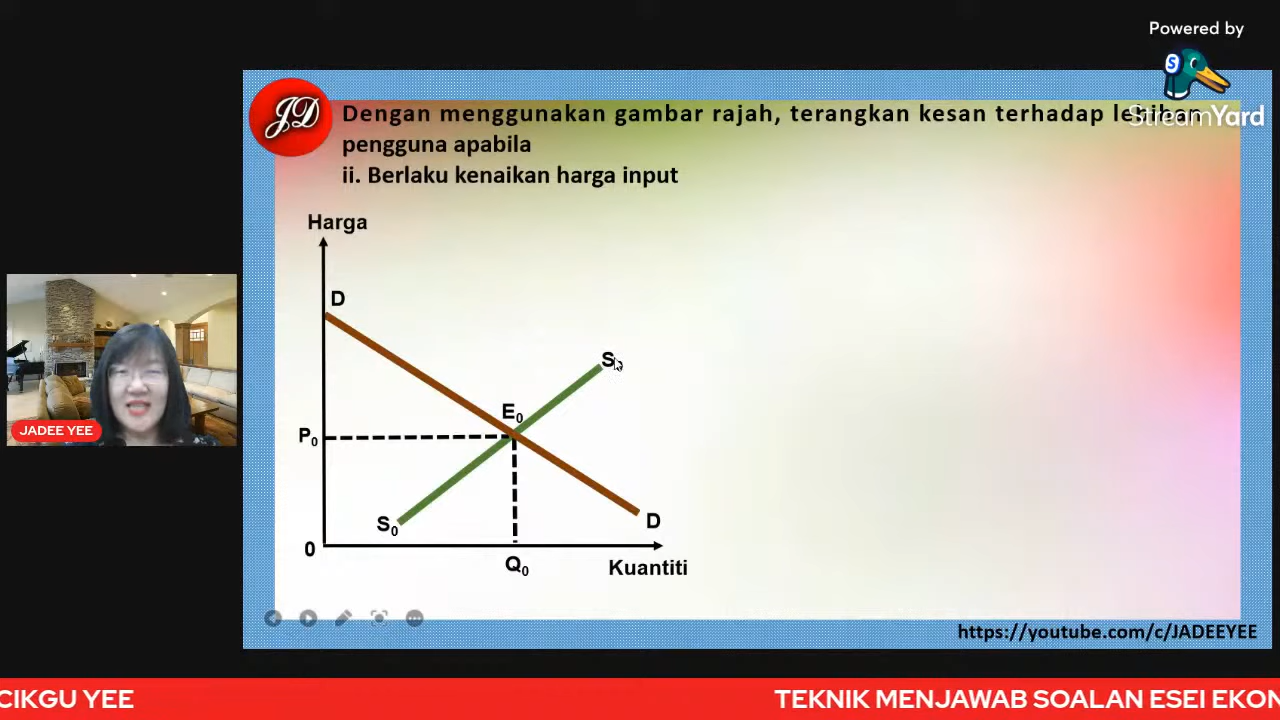 Powered by
S
StreamYard
JD
Dengan menggunakan gambar rajah, terangkan kesan terhadap
pengguna apabila
ii. Berlaku kenaikan harga input
Harga
D
S
E0
P0
S0
D
0
Q0
Kuantiti
JADEE YEE
https://youtube.com/c/JADEEYEE
CIKGU YEE
TEKNIK MENJAWAB SOALAN ESEI EKON